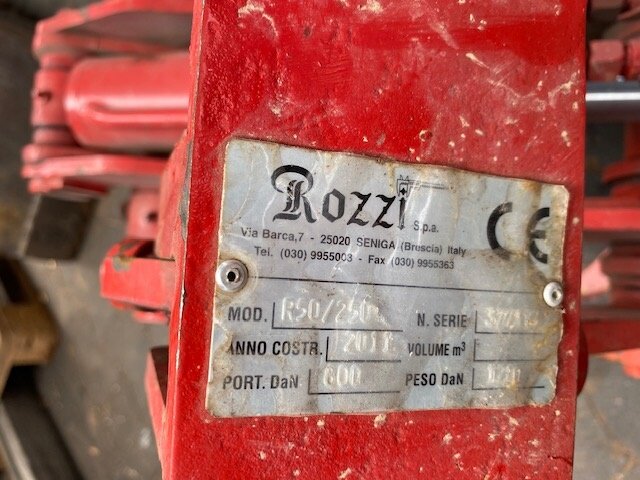 Rozzi S.p.a.
Via Barca,7 - 25020 SENIGA (Brescia) Italy
Tel. (030) 9955003 - Fax (030) 9955363
CE
MOD. R50/250 N. SERIE
ANNO COSTR. 2011 VOLUME m³
PORT. DaN 600 PESO DaN